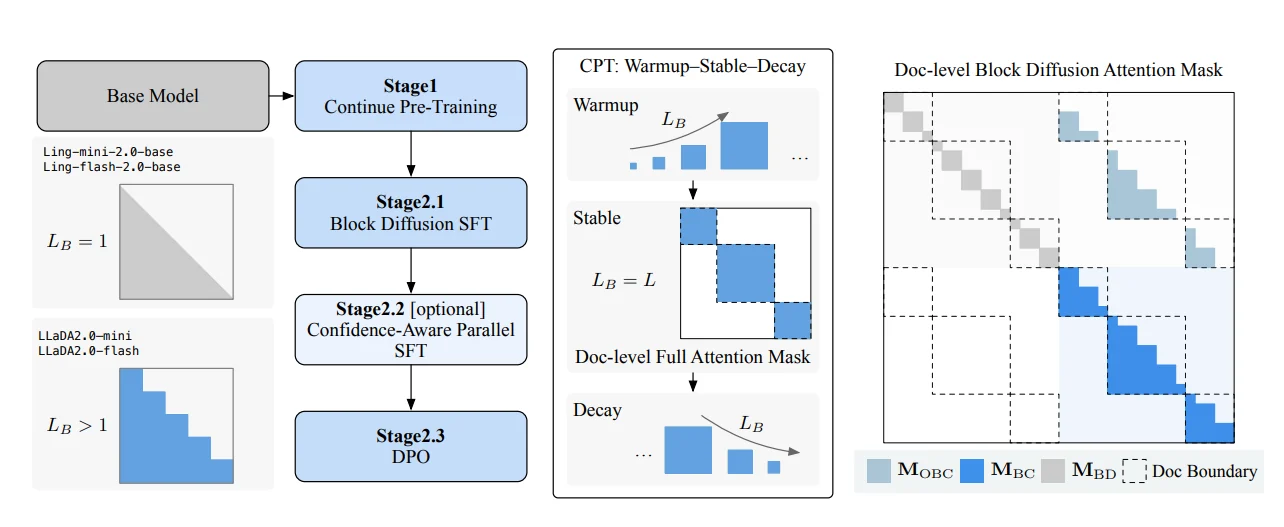 Base Model
Ling-mini-2.0-base
Ling-flash-2.0-base
L_B = 1
LLaDA2.0-mini
LLaDA2.0-flash
L_B > 1
Stage1
Continue Pre-Training
Stage2.1
Block Diffusion SFT
Stage2.2 [optional]
Confidence-Aware Parallel
SFT
Stage2.3
DPO
CPT: Warmup–Stable–Decay
Warmup
L_B
...
Stable
L_B = L
Doc-level Full Attention Mask
Decay
L_B
...
Doc-level Block Diffusion Attention Mask
M_OBC M_BC M_BD Doc Boundary